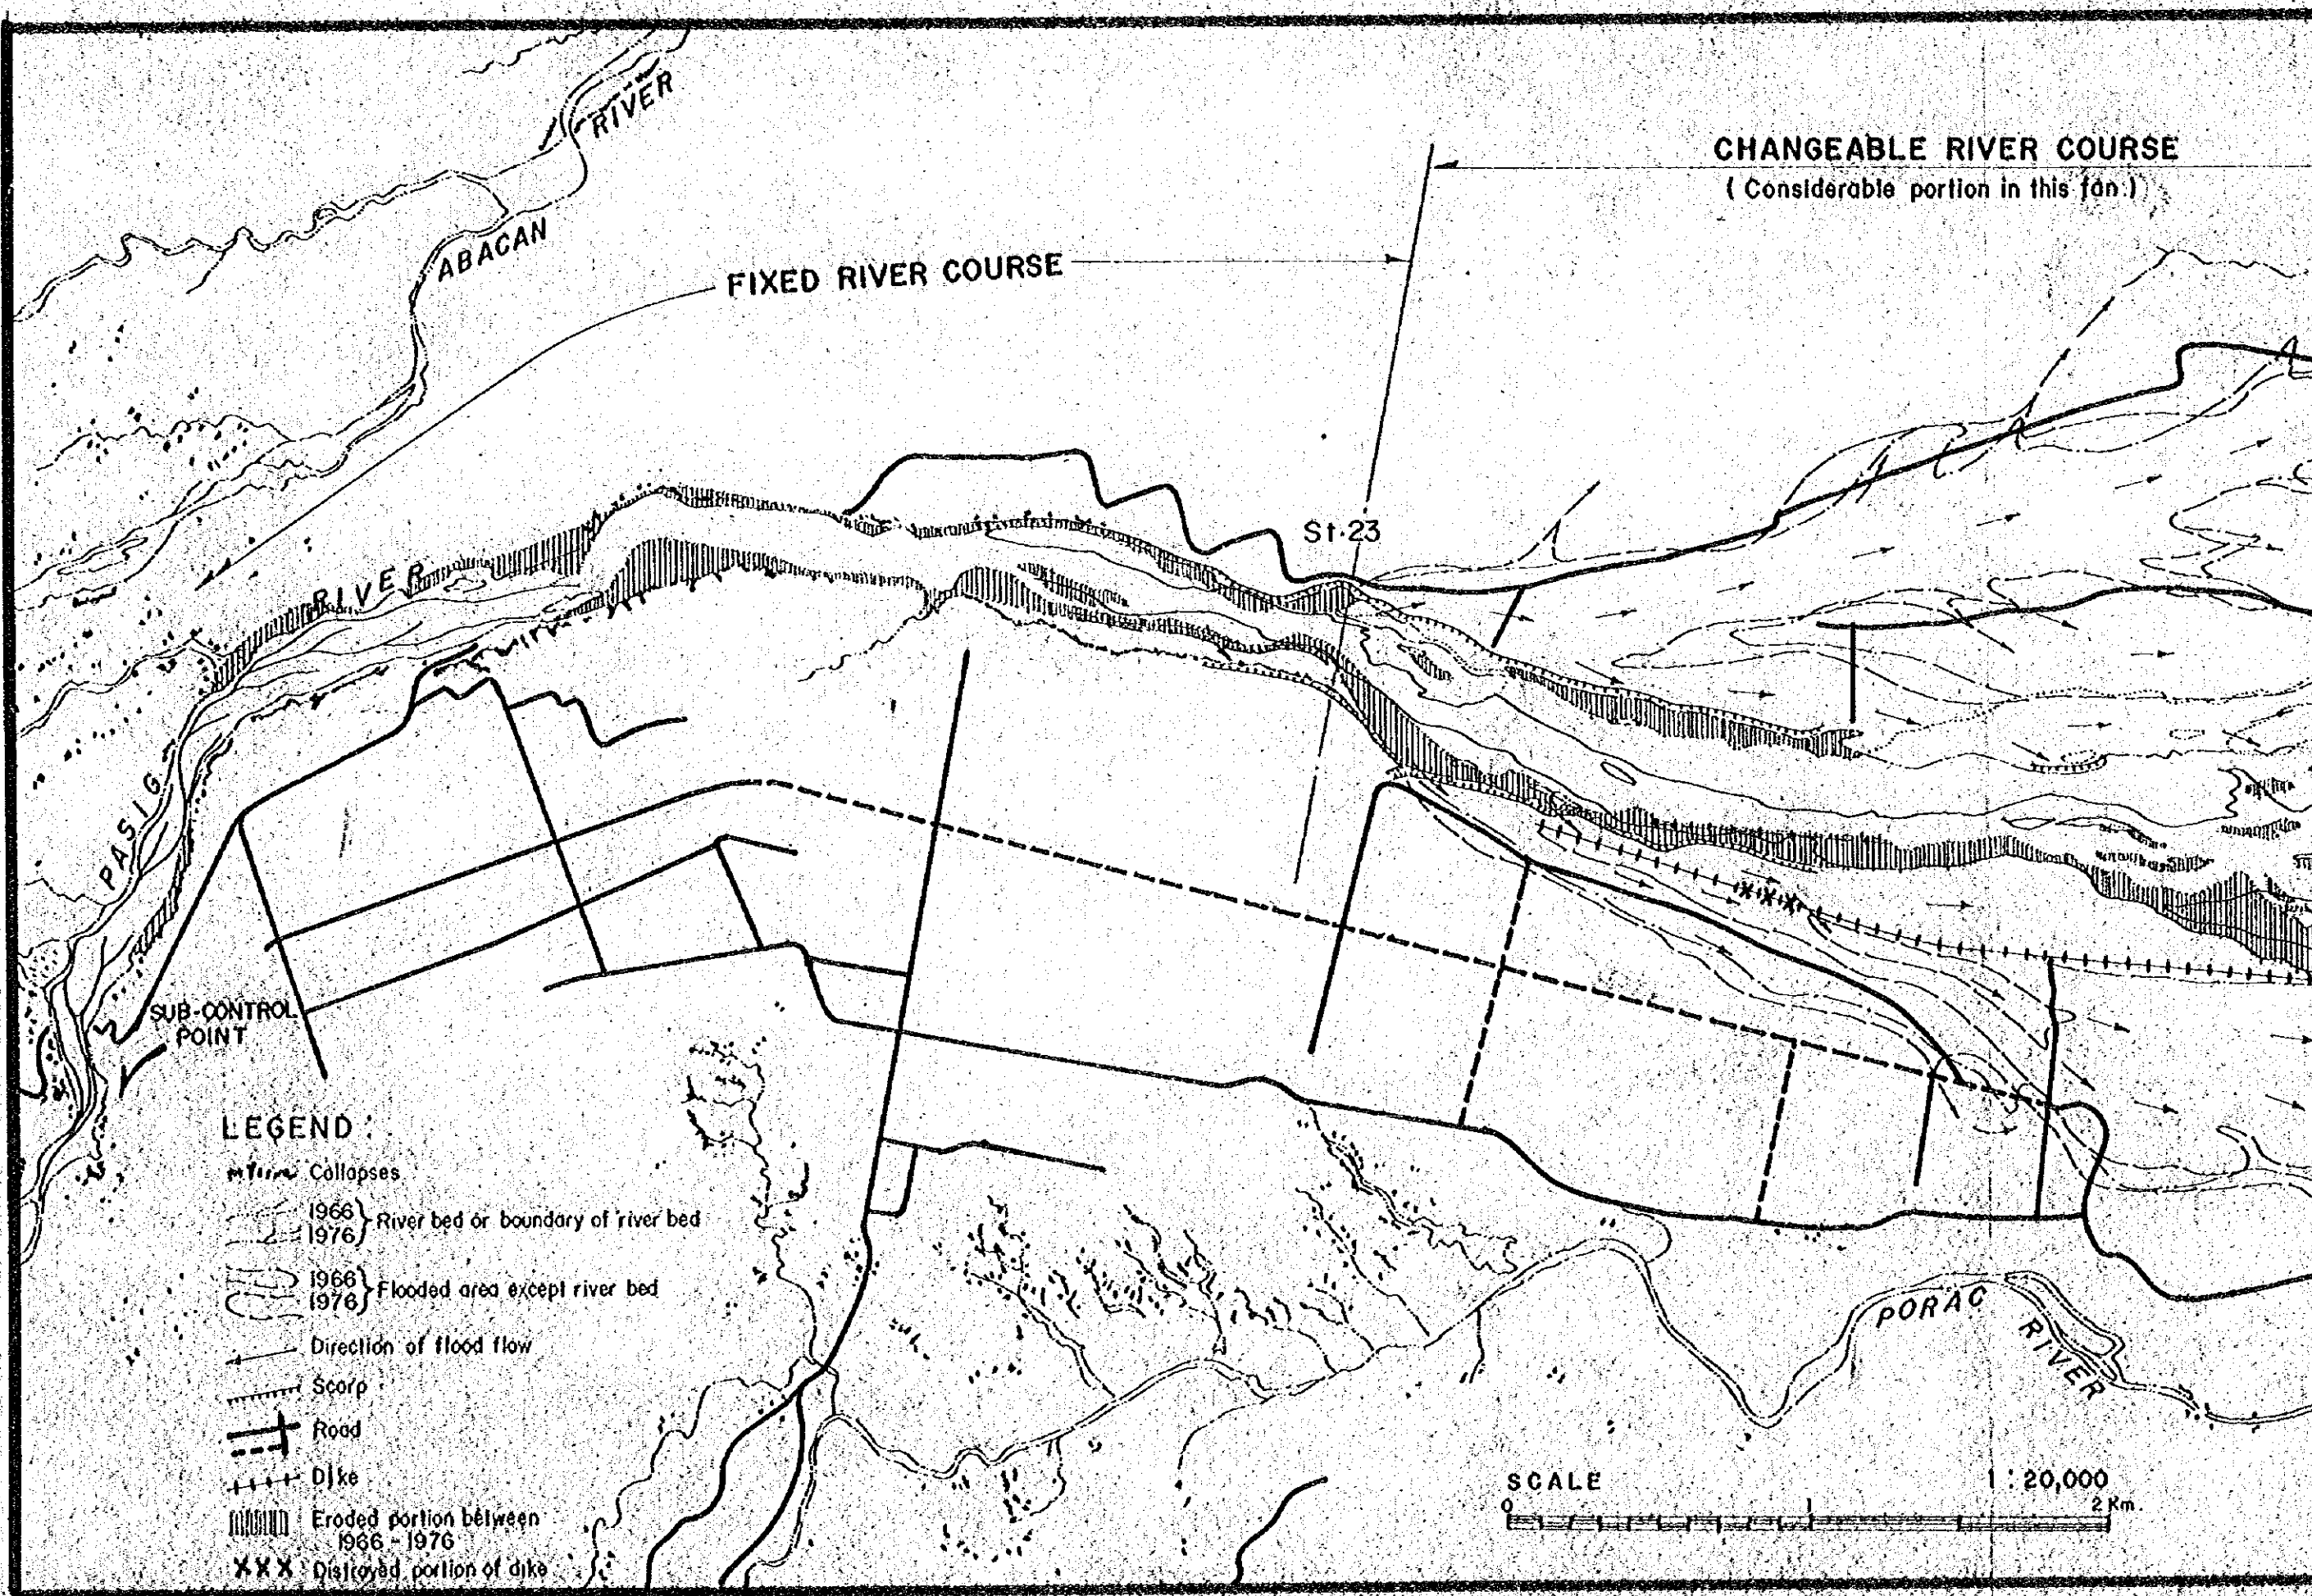 RIVER
ABACAN
CHANGEABLE RIVER COURSE
( Considerable portion in this fan.)
FIXED RIVER COURSE
St.23
RIVER
PASIG
SUB-CONTROL
POINT
LEGEND :
Collapses
1966
1976
River bed or boundary of river bed
1966
1976
Flooded area except river bed
Direction of flood flow
Scarp
Road
Dike
Eroded portion between
1966 - 1976
XXX Distroyed portion of dike
PORAC
RIVER
SCALE 1 : 20,000
0 1 2 Km.